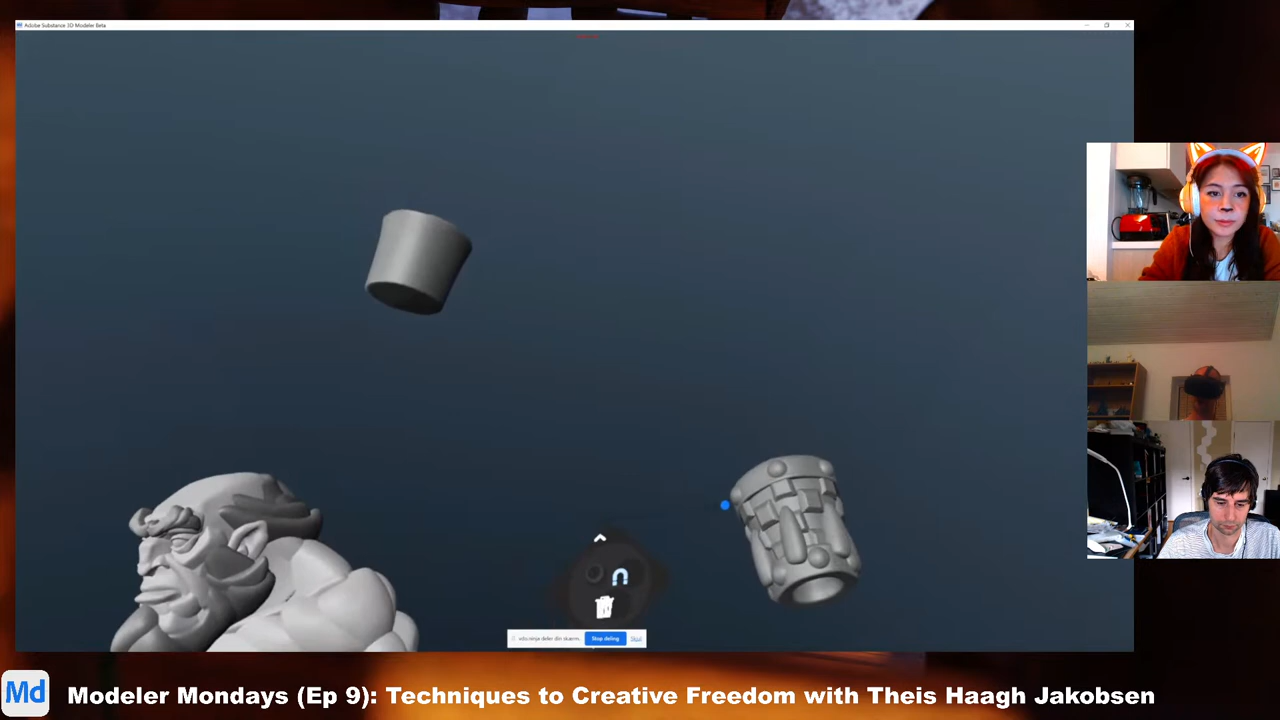 Adobe Substance 3D Modeler Beta
Stop deling
Skjul
Md
Modeler Mondays (Ep 9): Techniques to Creative Freedom with Theis Haagh Jakobsen